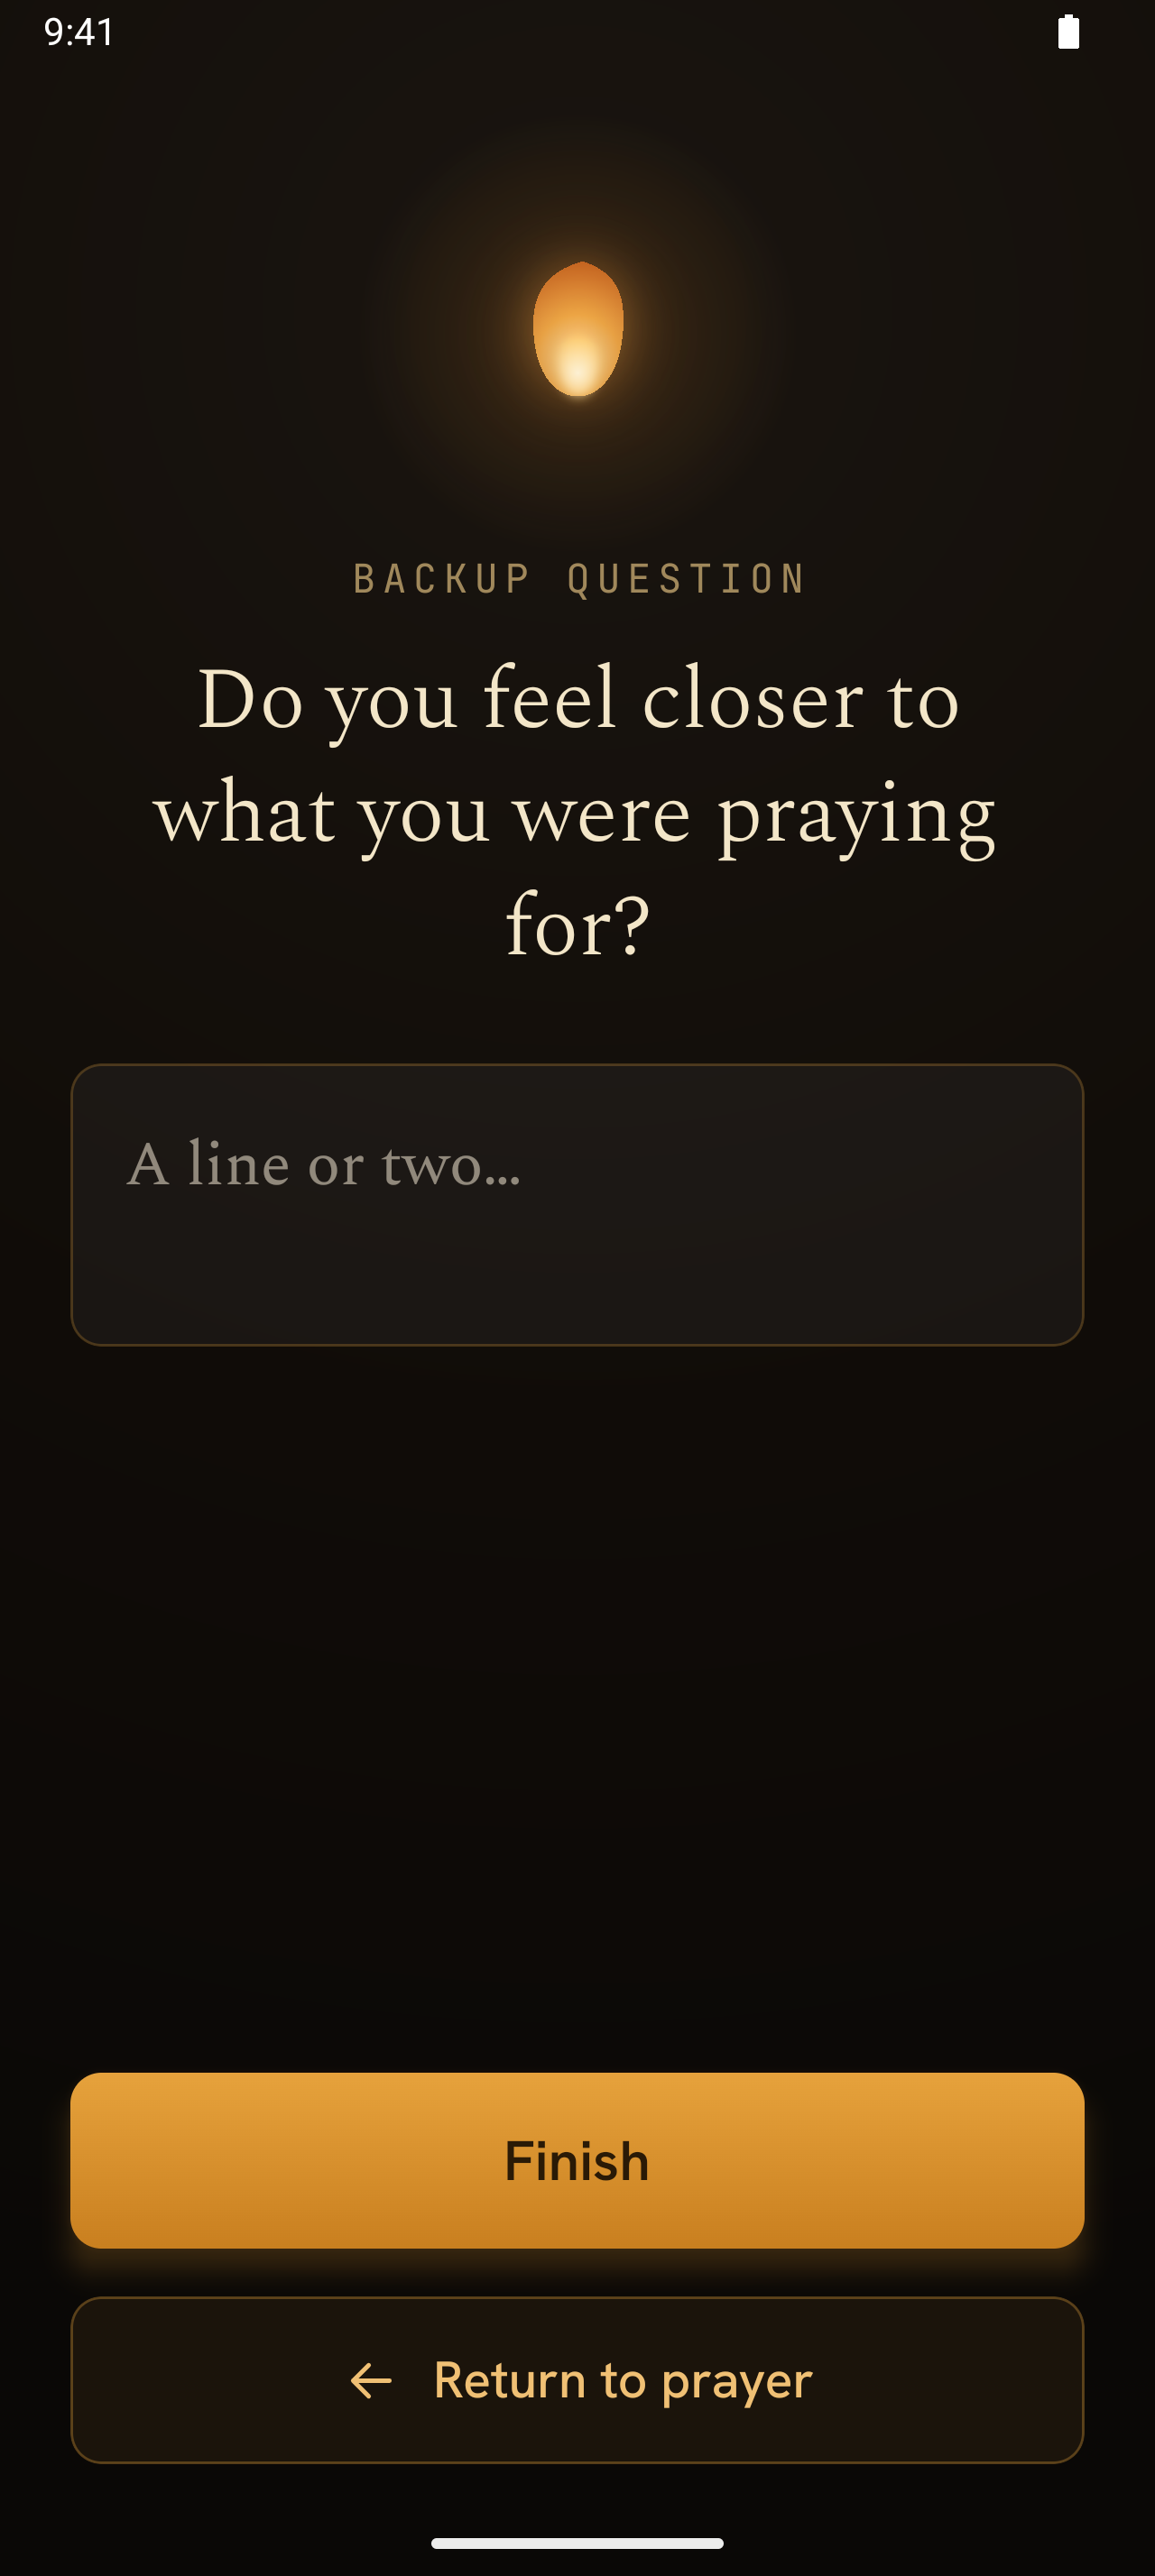 9:41
BACKUP QUESTION
Do you feel closer to
what you were praying
for?
A line or two...
Finish
← Return to prayer